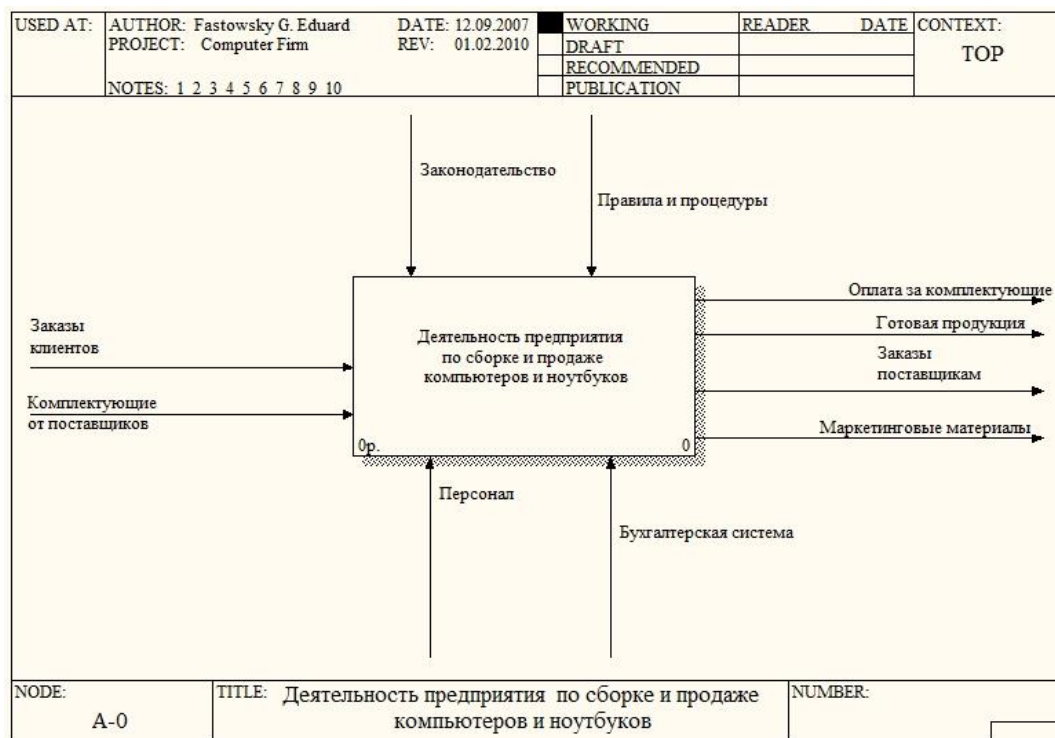 USED AT:
AUTHOR: Fastowsky G. Eduard
DATE: 12.09.2007
PROJECT: Computer Firm
REV: 01.02.2010
NOTES: 1 2 3 4 5 6 7 8 9 10
WORKING
DRAFT
RECOMMENDED
PUBLICATION
READER DATE
CONTEXT:
TOP
Законодательство
Правила и процедуры
Заказы
клиентов
Комплектующие
от поставщиков
Деятельность предприятия
по сборке и продаже
компьютеров и ноутбуков
0р. 0
Оплата за комплектующие
Готовая продукция
Заказы
поставщикам
Маркетинговые материалы
Персонал
Бухгалтерская система
NODE:
A-0
TITLE: Деятельность предприятия по сборке и продаже
компьютеров и ноутбуков
NUMBER: